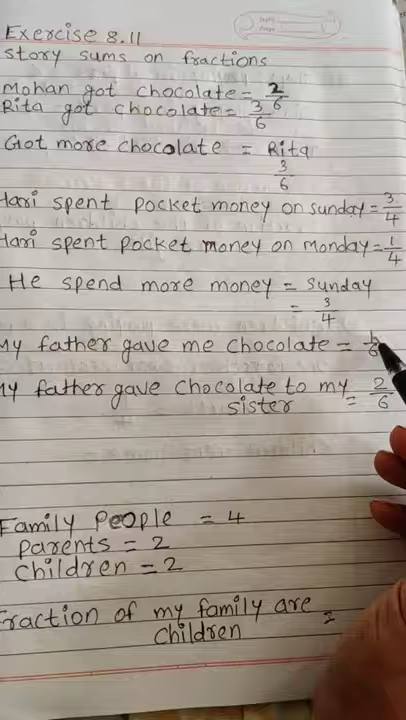 Exercise 8.11
Story sums on fractions
Mohan got chocolate = 2/6
Rita got chocolate = 3/6
Got more chocolate = Rita
3/6
Hari spent pocket money on sunday = 3/4
Hari spent pocket money on Monday = 1/4
He spend more money = Sunday
= 3/4
My father gave me chocolate =
My father gave chocolate to my = 2/6
sister
Family People = 4
parents = 2
children = 2
Fraction of my family are =
children